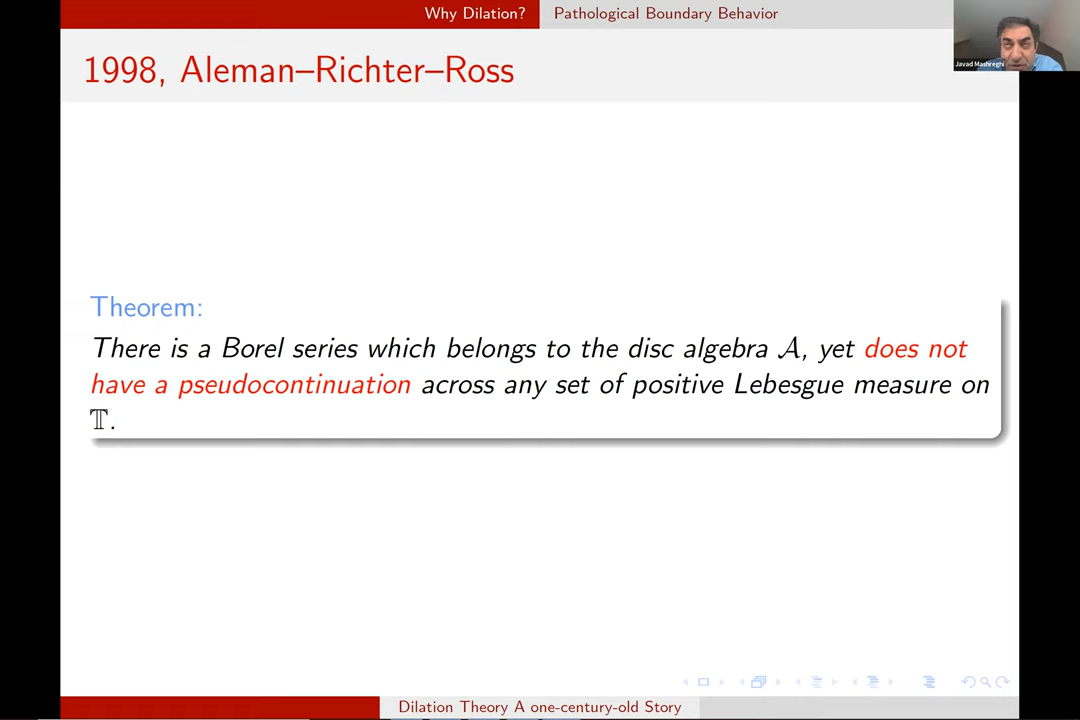 Why Dilation? Pathological Boundary Behavior
Javad Mashreghi
1998, Aleman–Richter–Ross
Theorem:
There is a Borel series which belongs to the disc algebra 𝒜, yet does not
have a pseudocontinuation across any set of positive Lebesgue measure on
𝕋.
Dilation Theory A one-century-old Story